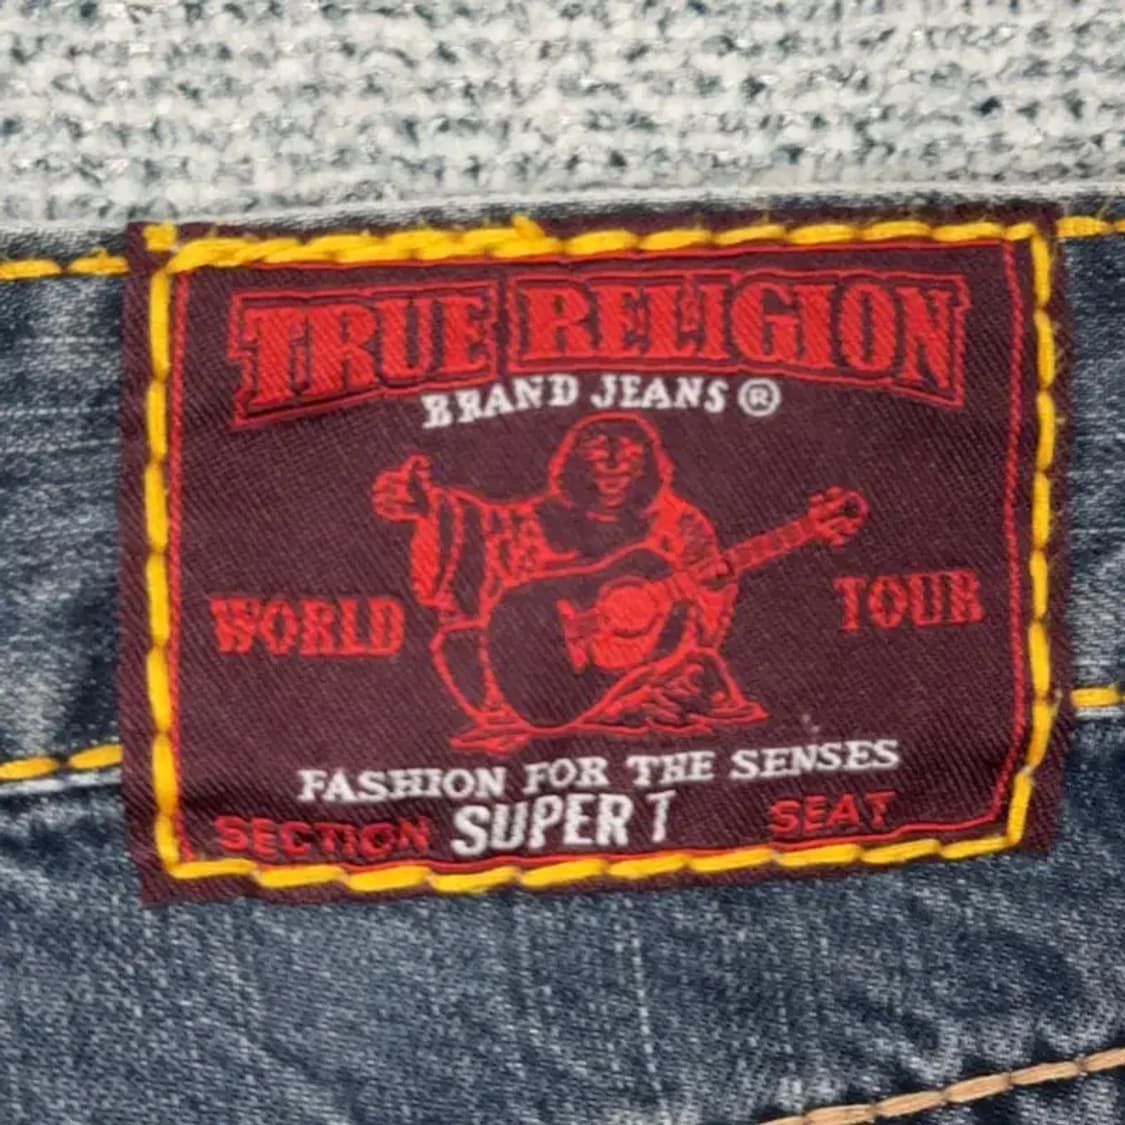 TRUE RELIGION
BRAND JEANS ®
WORLD TOUR
FASHION FOR THE SENSES
SECTION SUPER T SEAT